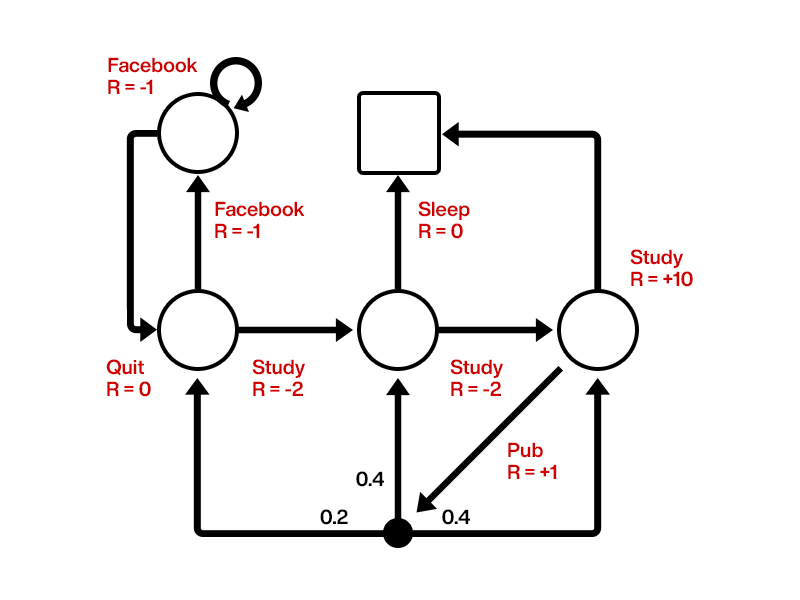 Facebook
R = -1
Facebook
R = -1
Sleep
R = 0
Study
R = +10
Quit
R = 0
Study
R = -2
Study
R = -2
Pub
R = +1
0.4
0.2
0.4